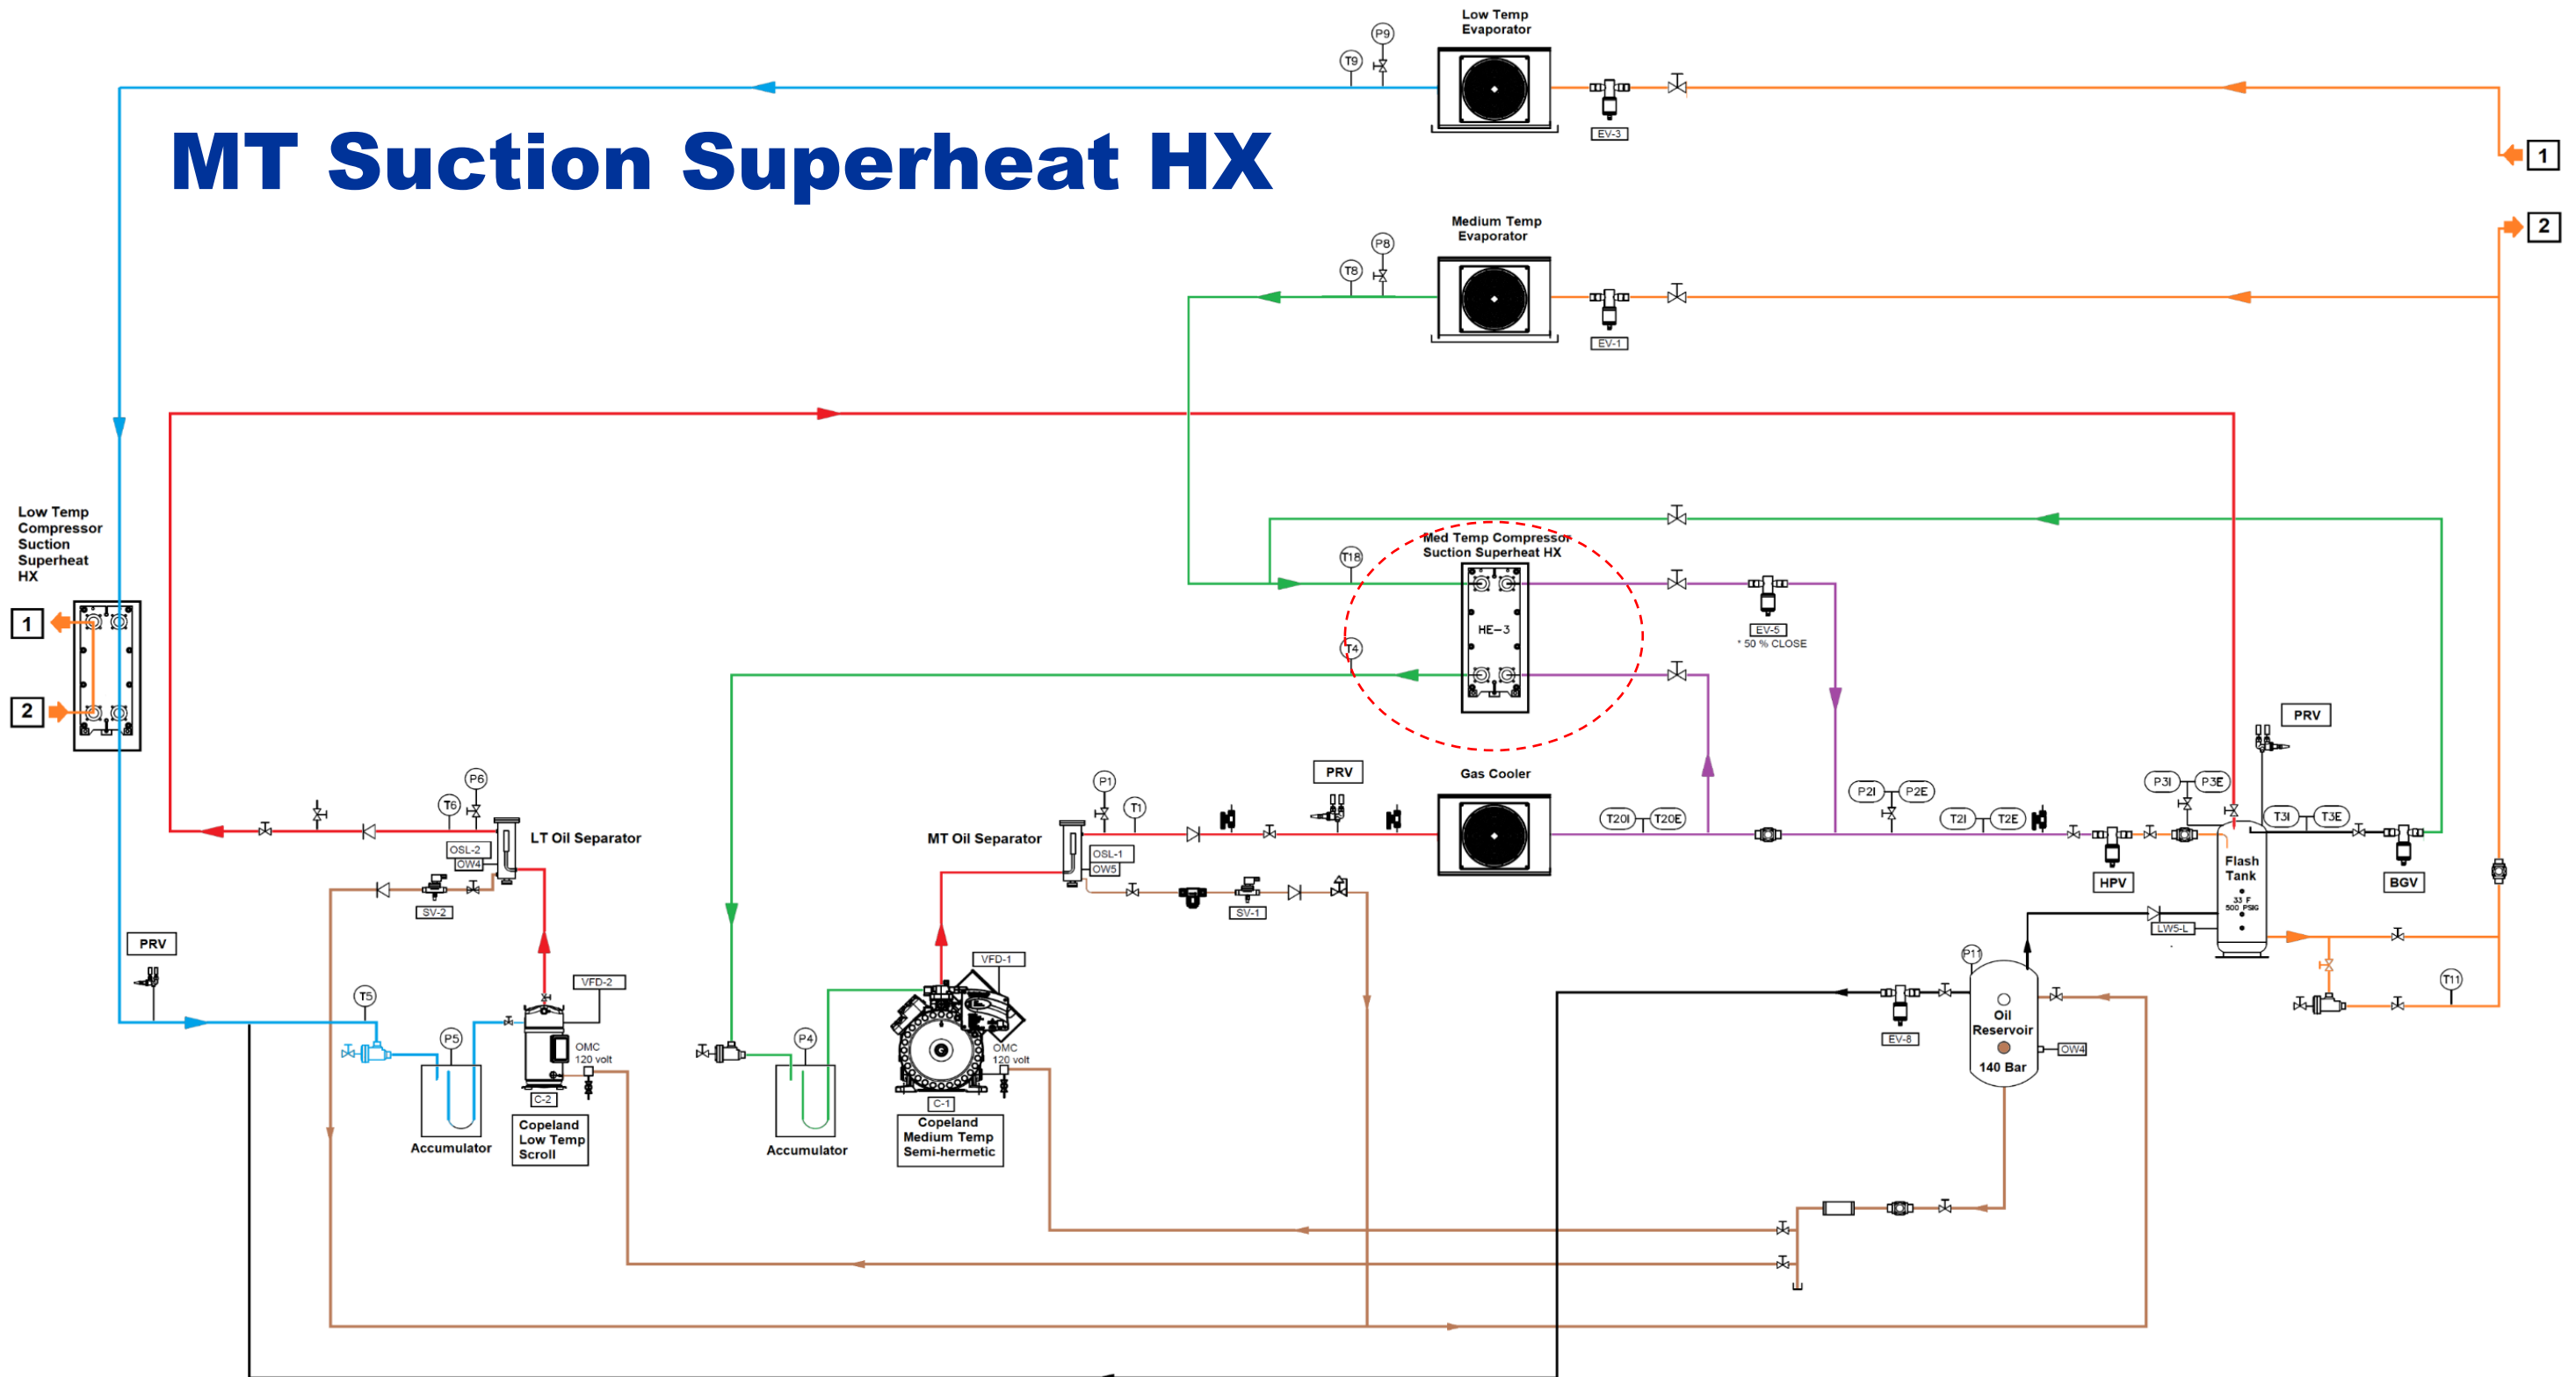 Low Temp
Evaporator
P9
T9
EV-3
1
MT Suction Superheat HX
2
Medium Temp
Evaporator
P8
T8
EV-1
Low Temp
Compressor
Suction
Superheat
HX
1
2
Med Temp Compressor
Suction Superheat HX
T18
HE-3
EV-5
* 50 % CLOSE
T4
PRV
Gas Cooler
PRV
P6
T6
LT Oil Separator
OSL-2
OW4
SV-2
P1
T1
MT Oil Separator
OSL-1
OW5
SV-1
T20I
T20E
P2I
P2E
T2I
T2E
P3I
P3E
T3I
T3E
HPV
BGV
Flash
Tank
33 F
500 PSIG
LW5-L
PRV
T5
P5
VFD-2
OMC
120 volt
C-2
Copeland
Low Temp
Scroll
Accumulator
P4
VFD-1
OMC
120 volt
C-1
Copeland
Medium Temp
Semi-hermetic
Accumulator
P11
EV-8
Oil
Reservoir
140 Bar
OW4
T11